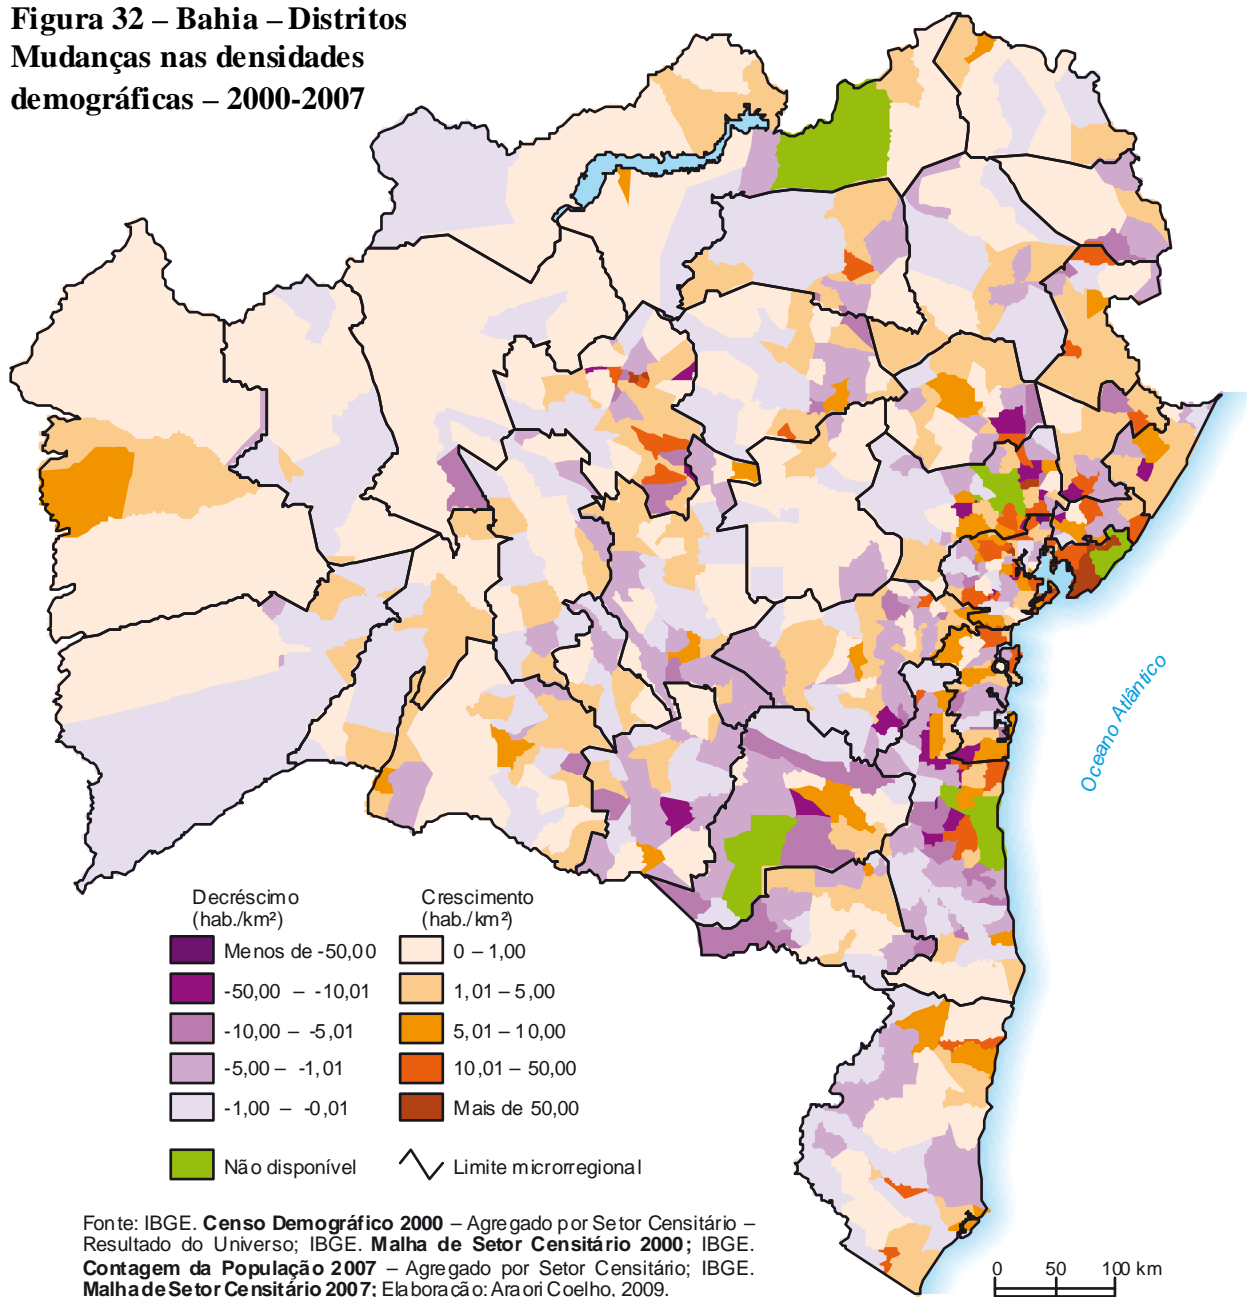 Figura 32 – Bahia – Distritos
Mudanças nas densidades
demográficas – 2000-2007
Oceano Atlântico
Decréscimo
(hab./km²)
Menos de -50,00
-50,00 – -10,01
-10,00 – -5,01
-5,00 – -1,01
-1,00 – -0,01
Não disponível
Crescimento
(hab./km²)
0 – 1,00
1,01 – 5,00
5,01 – 10,00
10,01 – 50,00
Mais de 50,00
Limite microrregional
Fonte: IBGE. Censo Demográfico 2000 – Agregado por Setor Censitário –
Resultado do Universo; IBGE. Malha de Setor Censitário 2000; IBGE.
Contagem da População 2007 – Agregado por Setor Censitário; IBGE.
Malha de Setor Censitário 2007; Elaboração: Araori Coelho, 2009.
0 50 100 km